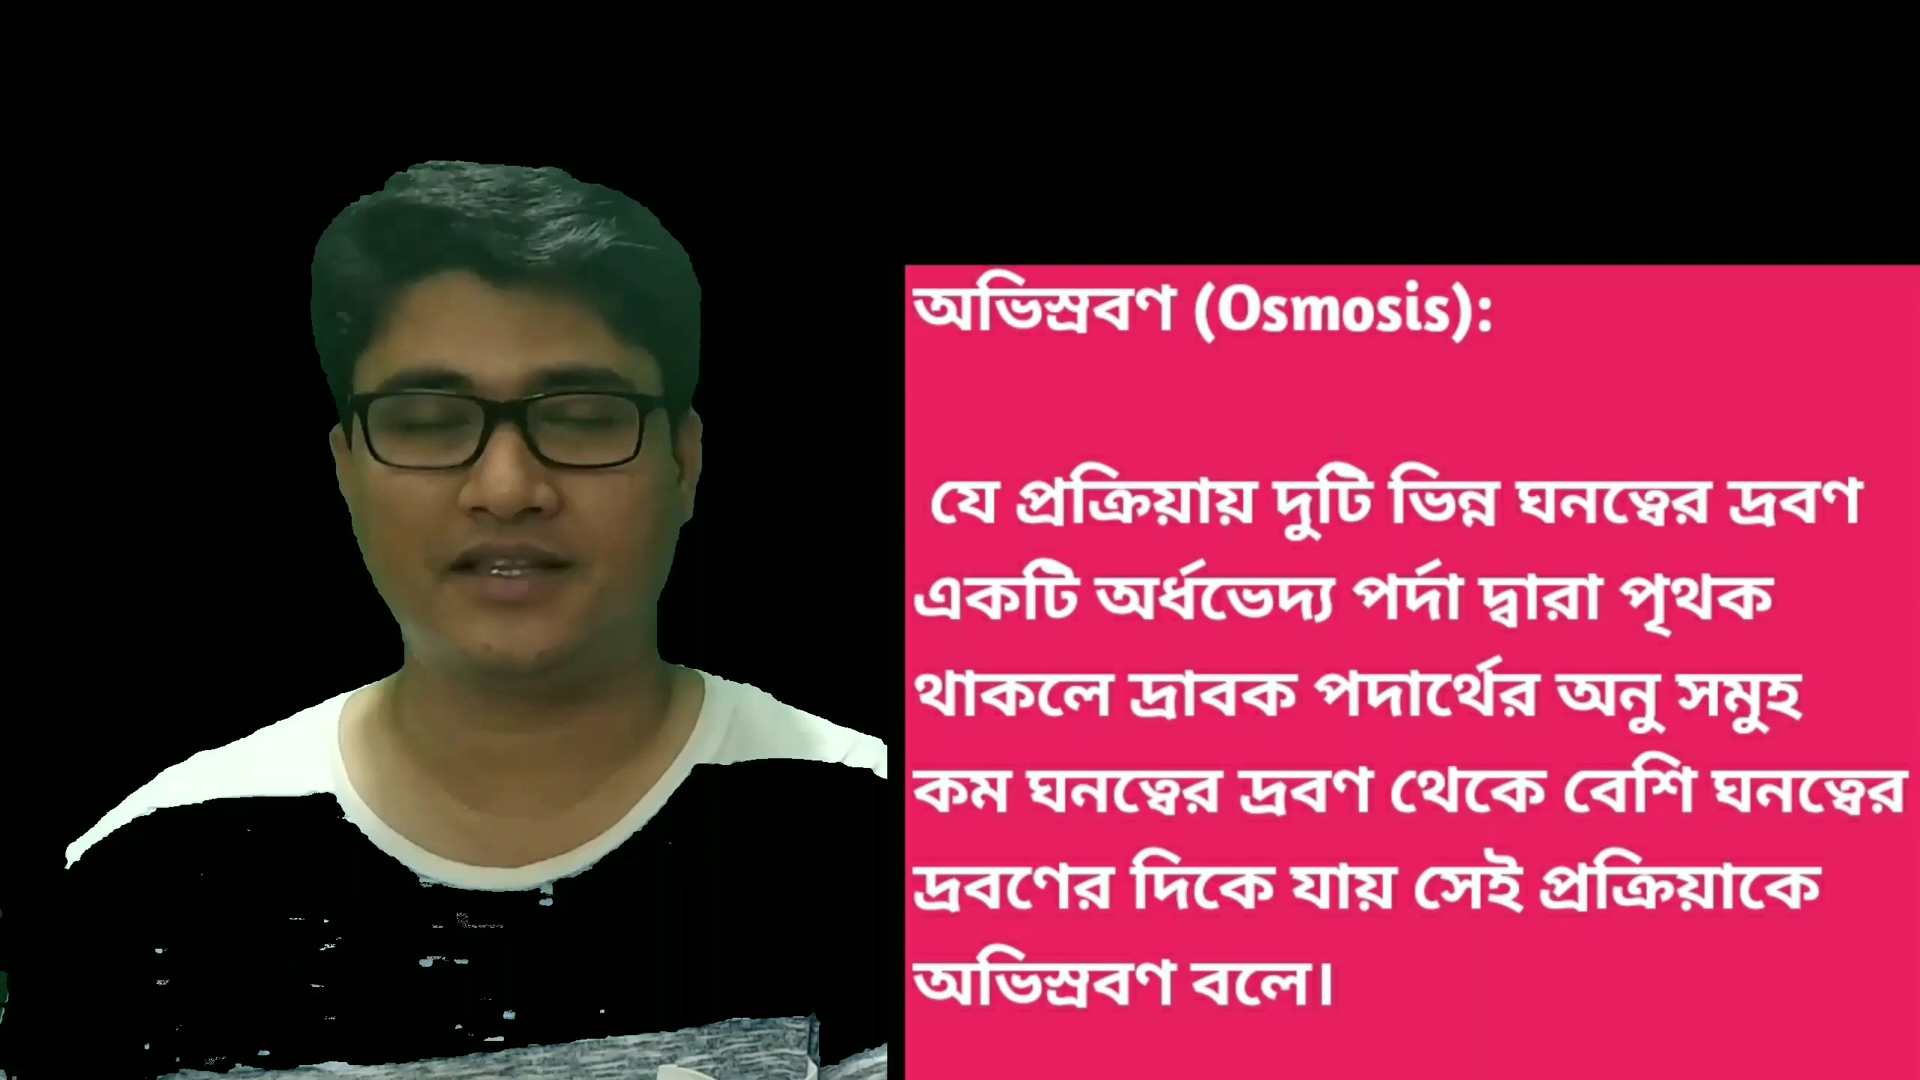 অভিস্রবণ (Osmosis):
যে প্রক্রিয়ায় দুটি ভিন্ন ঘনত্বের দ্রবণ
একটি অর্ধভেদ্য পর্দা দ্বারা পৃথক
থাকলে দ্রাবক পদার্থের অনু সমুহ
কম ঘনত্বের দ্রবণ থেকে বেশি ঘনত্বের
দ্রবণের দিকে যায় সেই প্রক্রিয়াকে
অভিস্রবণ বলে।